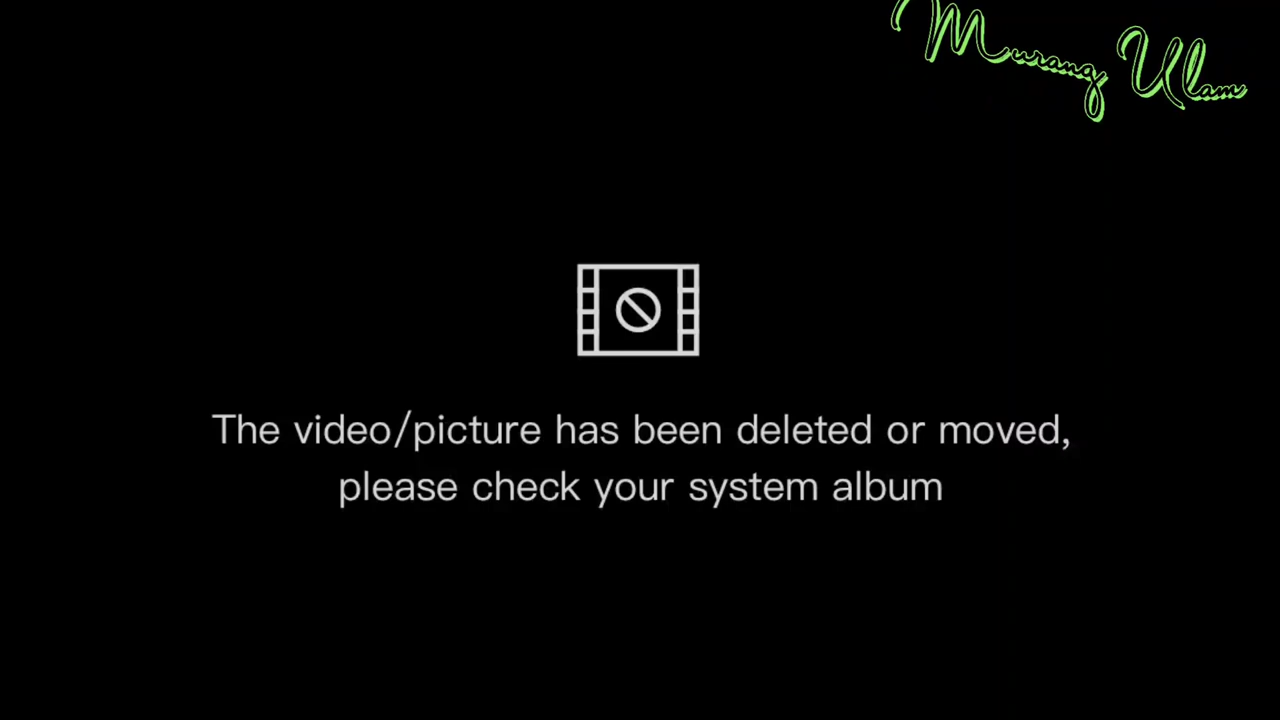 Murang Ulam
The video/picture has been deleted or moved,
please check your system album